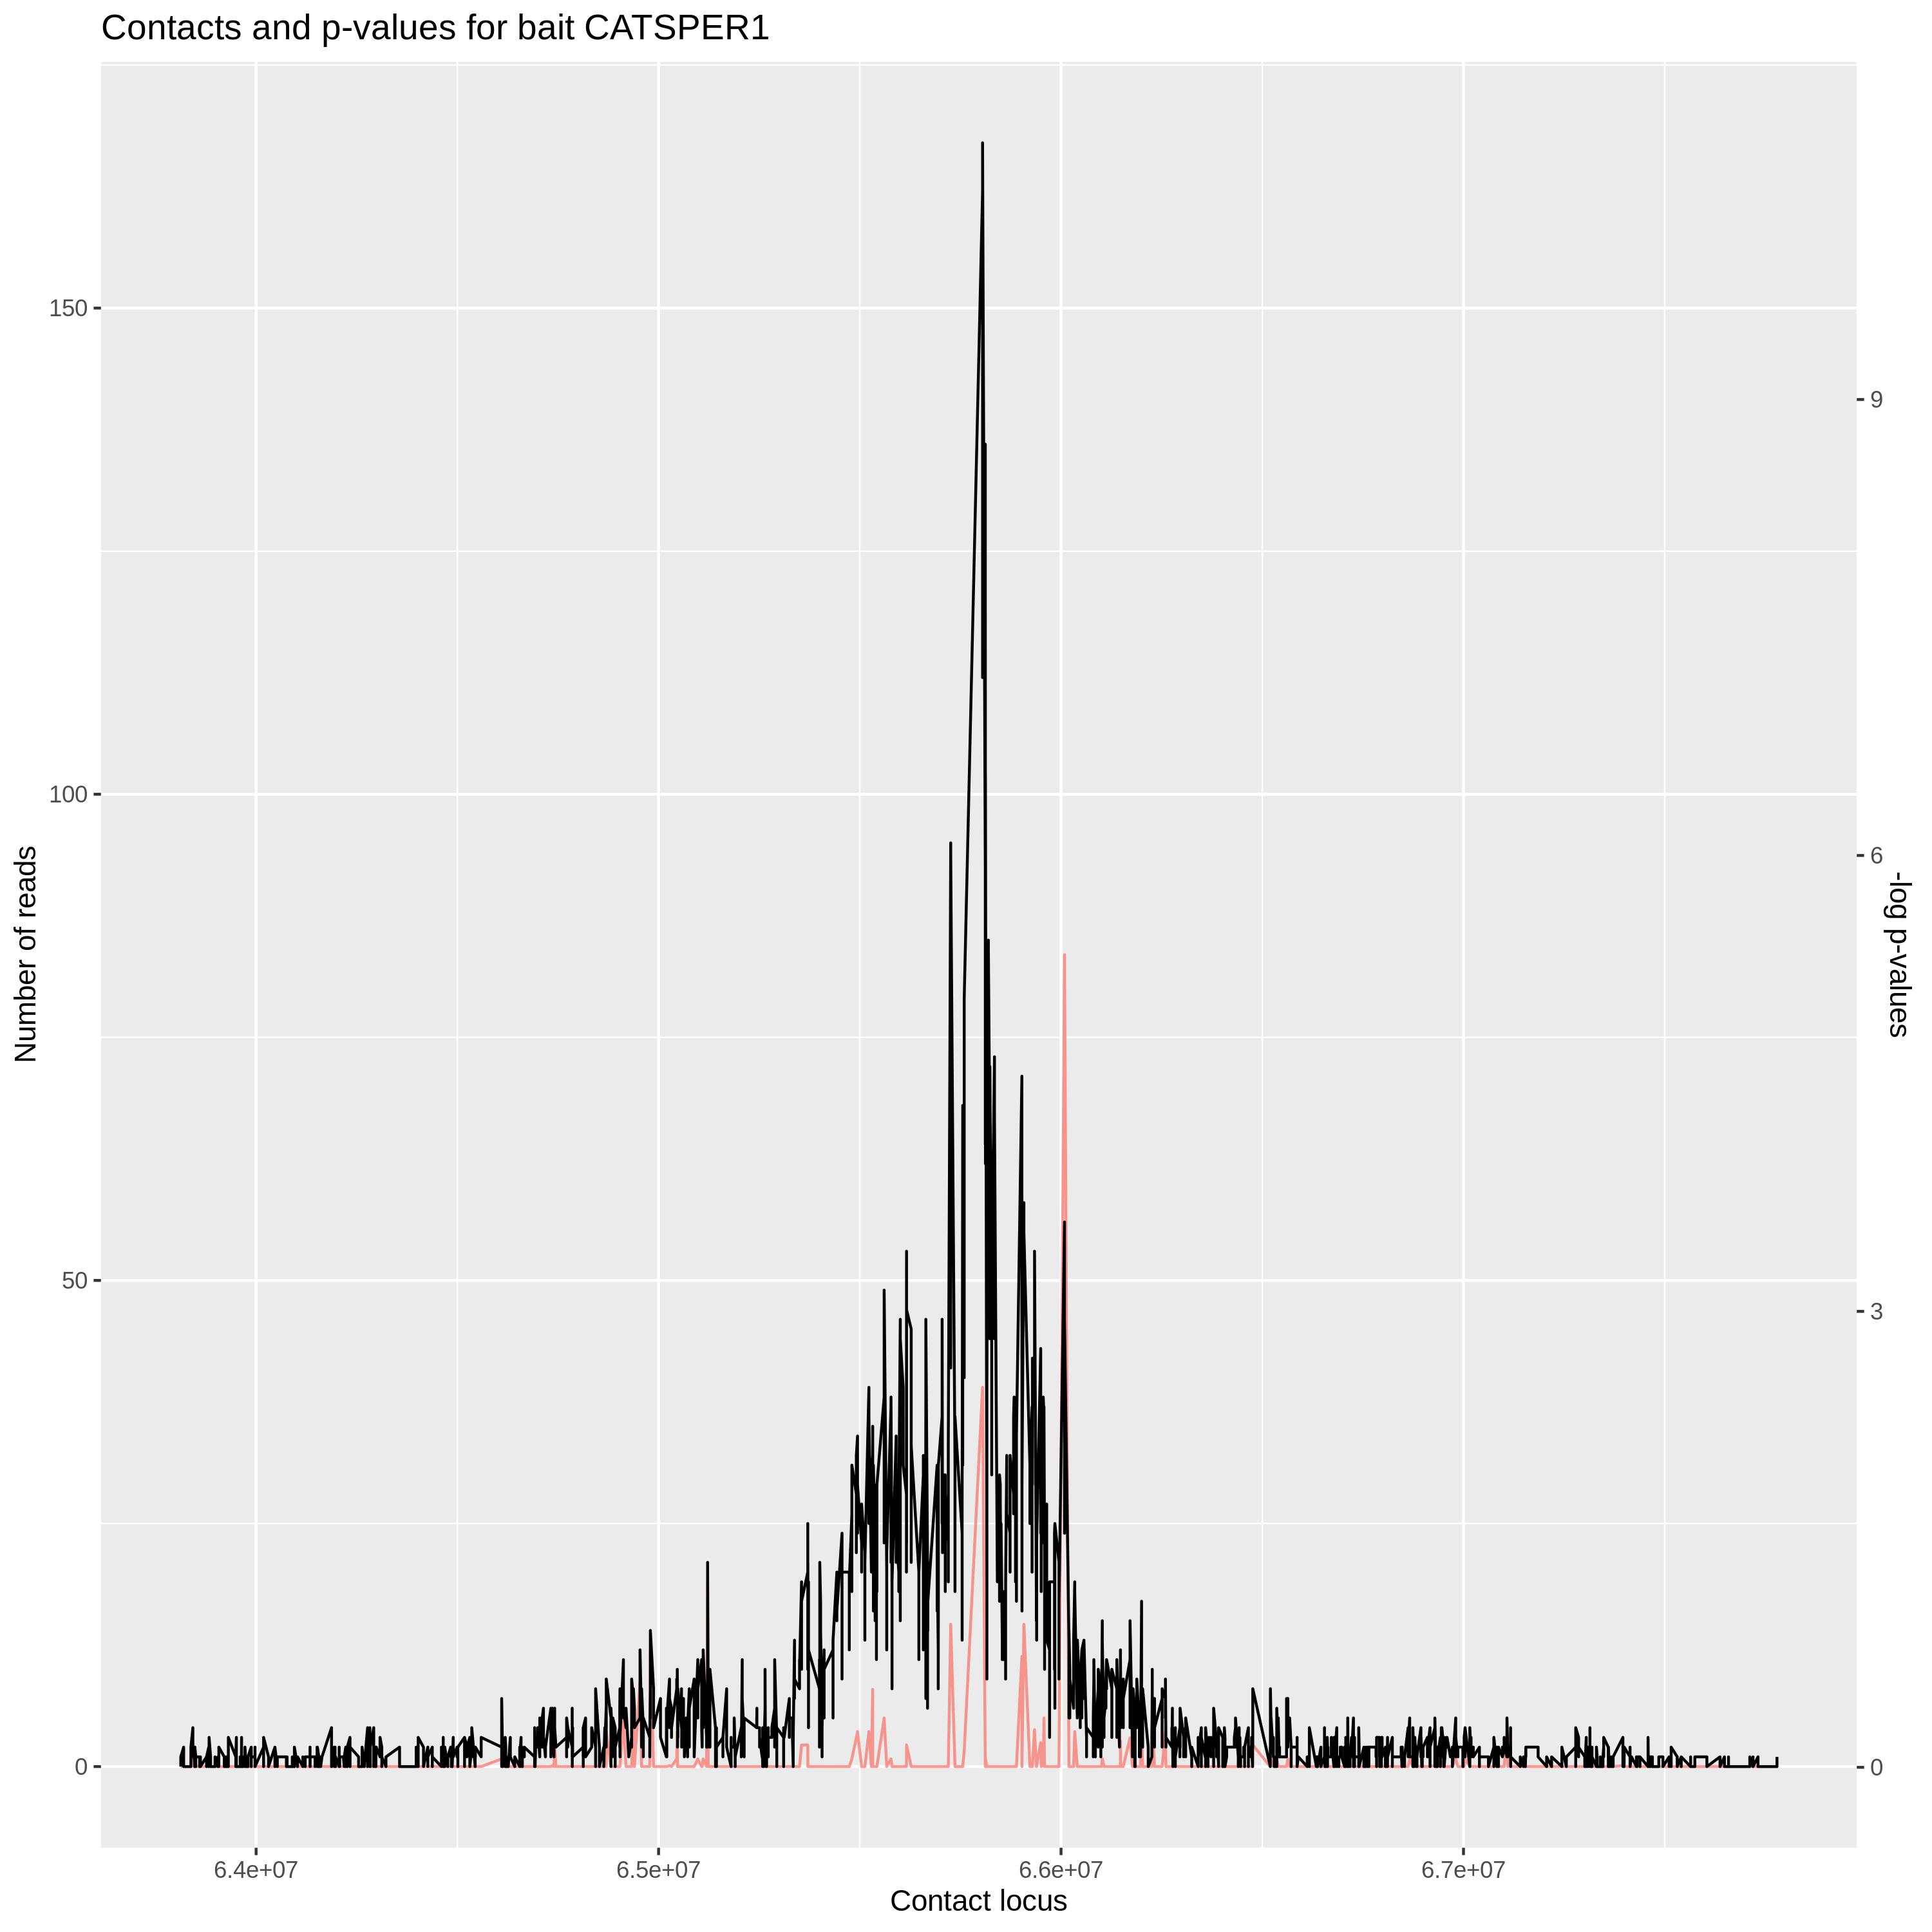 Contacts and p-values for bait CATSPER1
150
100
50
0
Number of reads
9
6
3
0
-log p-values
6.4e+07
6.5e+07
6.6e+07
6.7e+07
Contact locus